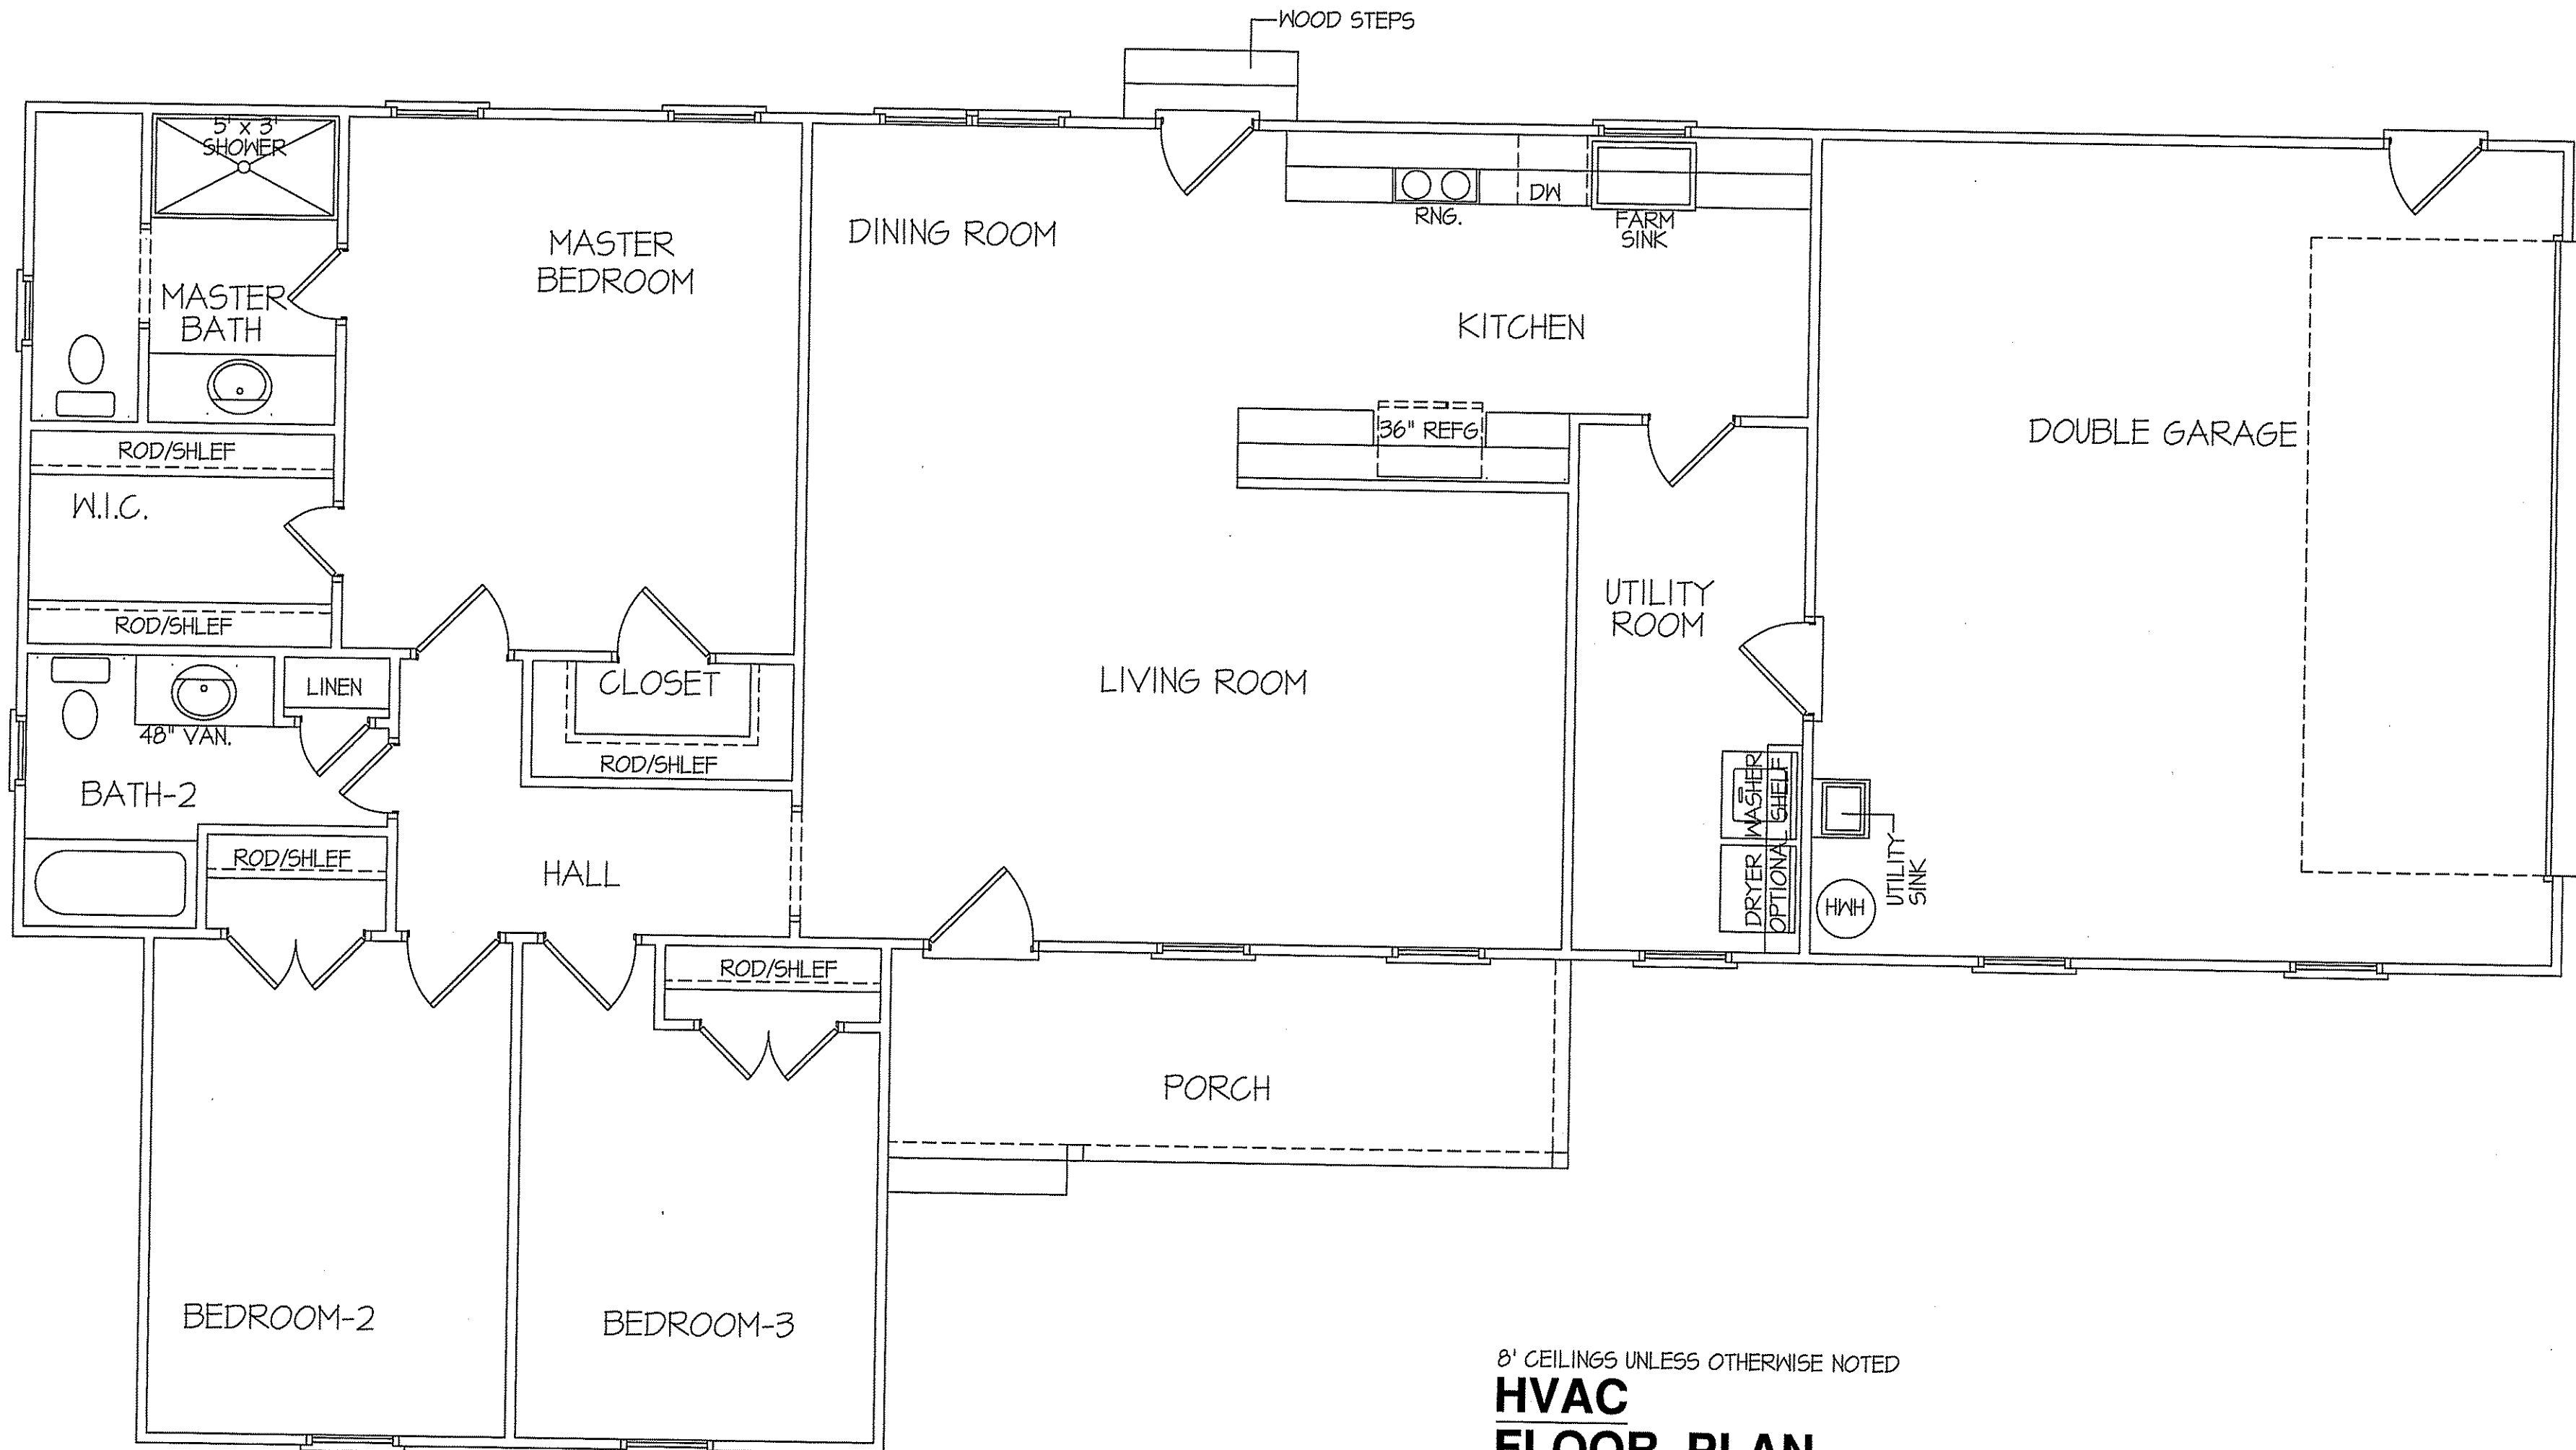 WOOD STEPS
5' x 3'
SHOWER
MASTER
BATH
MASTER
BEDROOM
DINING ROOM
RNG.
DW
FARM
SINK
KITCHEN
36" REFG
DOUBLE GARAGE
ROD/SHLEF
W.I.C.
ROD/SHLEF
UTILITY
ROOM
LINEN
CLOSET
LIVING ROOM
48" VAN.
ROD/SHLEF
BATH-2
WASHER
DRYER
OPTIONAL SHELF
UTILITY
SINK
HWH
ROD/SHLEF
HALL
ROD/SHLEF
PORCH
BEDROOM-2
BEDROOM-3
8' CEILINGS UNLESS OTHERWISE NOTED
HVAC
FLOOR PLAN